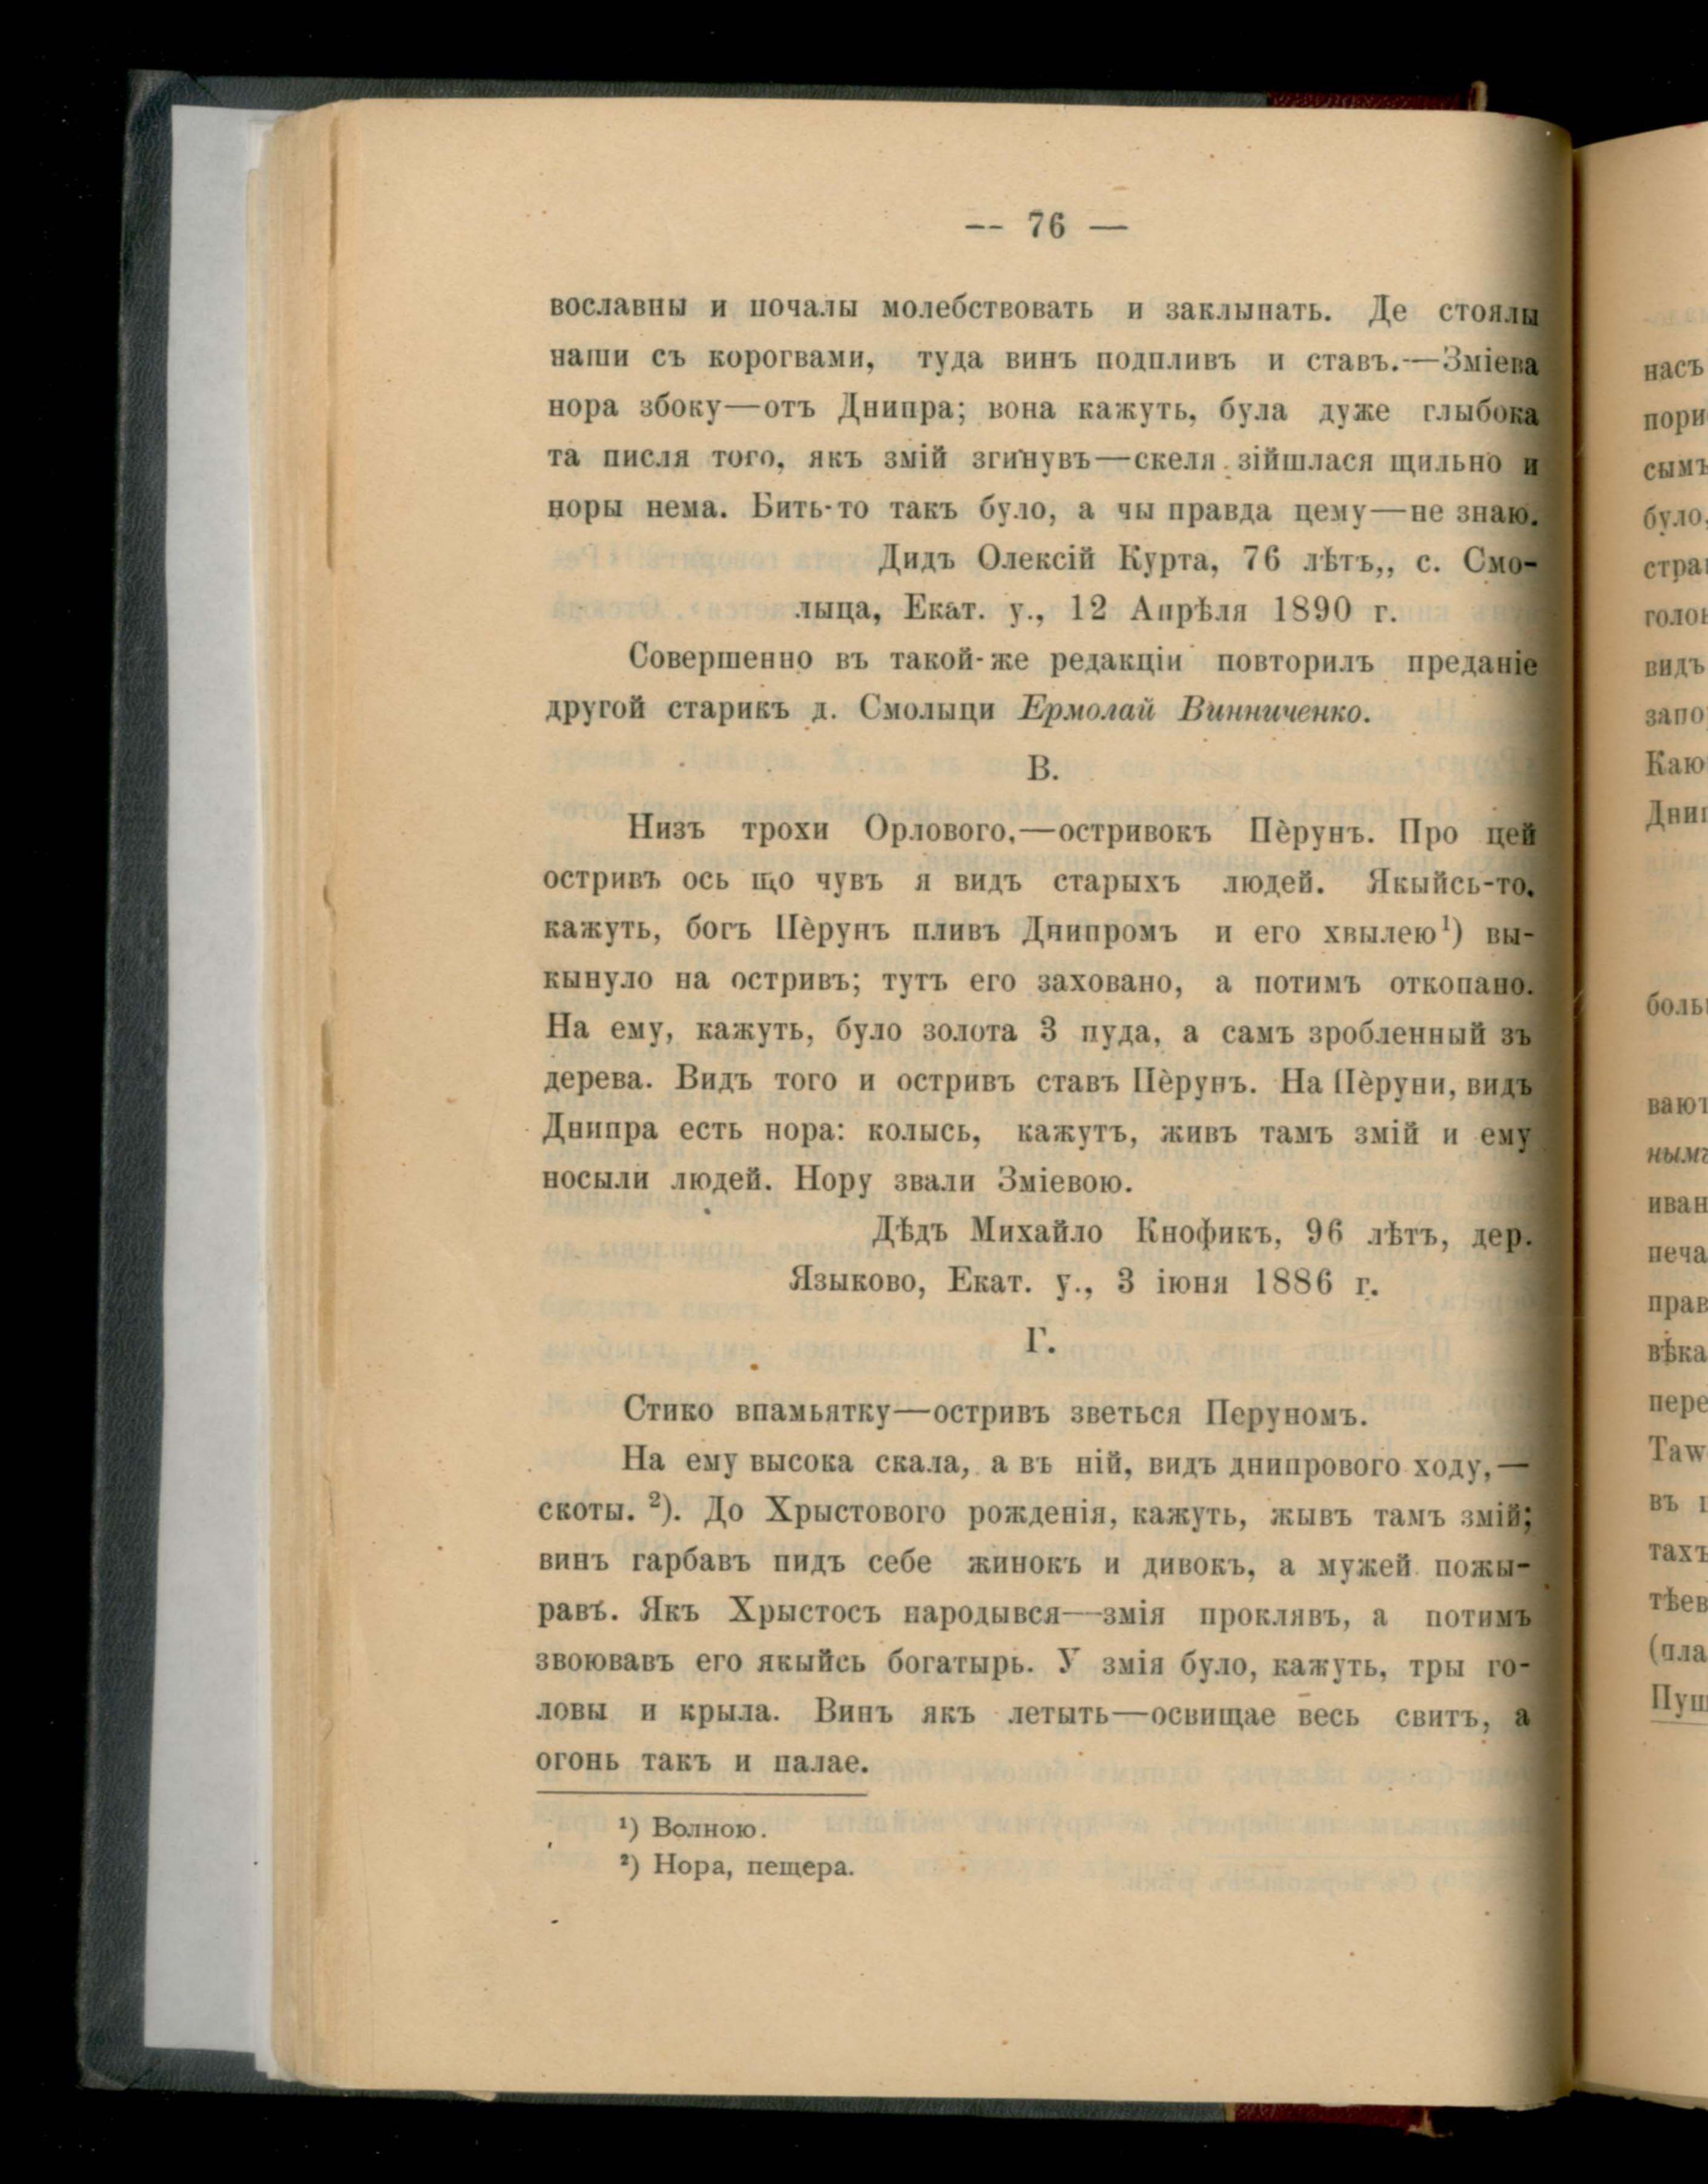 -- 76 —
вославны и почалы молебствовать и заклынать. Де стоялы
наши съ корогвами, туда винъ подпливъ и ставъ.—Зміева
нора збоку—отъ Днипра; вона кажуть, була дуже глыбока
та писля того, якъ змій згинувъ—скеля зійшлася щильно и
норы нема. Бить-то такъ було, а чы правда цему—не знаю.
Дидъ Олексій Курта, 76 лѣтъ,, с. Смо-
лыца, Екат. у., 12 Апрѣля 1890 г.
Совершенно въ такой-же редакціи повторилъ преданіе
другой старикъ д. Смолыци Ермолай Винниченко.
В.
Низъ трохи Орлового,—остривокъ Пѐрунъ. Про цей
остривъ ось що чувъ я видъ старыхъ людей. Якыйсь-то,
кажуть, богъ Пѐрунъ пливъ Днипромъ и его хвылею¹) вы-
кынуло на остривъ; тутъ его заховано, а потимъ откопано.
На ему, кажуть, було золота 3 пуда, а самъ зробленный зъ
дерева. Видъ того и остривъ ставъ Пѐрунъ. На Пѐруни, видъ
Днипра есть нора: колысь, кажутъ, живъ тамъ змій и ему
носыли людей. Нору звали Зміевою.
Дѣдъ Михайло Кнофикъ, 96 лѣтъ, дер.
Языково, Екат. у., 3 іюня 1886 г.
Г.
Стико впамьятку—остривъ зветься Перуномъ.
На ему высока скала, а въ ній, видъ днипрового ходу,—
скоты. ²). До Хрыстового рожденія, кажуть, жывъ тамъ змій;
винъ гарбавъ пидъ себе жинокъ и дивокъ, а мужей пожы-
равъ. Якъ Хрыстосъ народывся—змія проклявъ, а потимъ
звоювавъ его якыйсь богатырь. У змія було, кажуть, тры го-
ловы и крыла. Винъ якъ летыть—освищае весь свитъ, а
огонь такъ и палае.
¹) Волною.
²) Нора, пещера.
насъ
було,
видъ
Каю